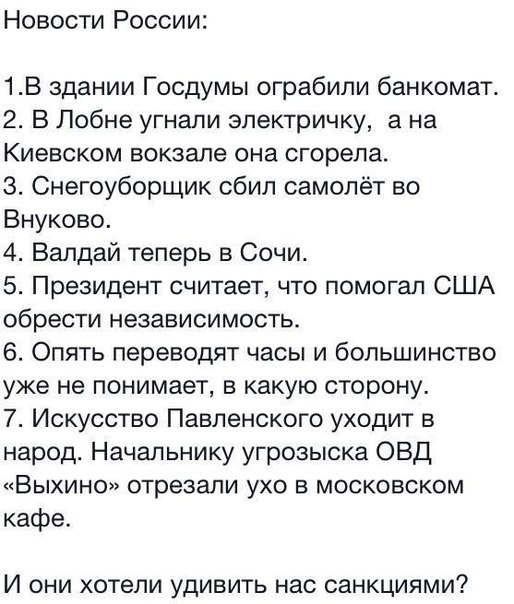 Новости России:
1.В здании Госдумы ограбили банкомат.
2. В Лобне угнали электричку,  а на
Киевском вокзале она сгорела.
3. Снегоуборщик сбил самолёт во
Внуково.
4. Валдай теперь в Сочи.
5. Президент считает, что помогал США
обрести независимость.
6. Опять переводят часы и большинство
уже не понимает, в какую сторону.
7. Искусство Павленского уходит в
народ. Начальнику угрозыска ОВД
«Выхино» отрезали ухо в московском
кафе.
И они хотели удивить нас санкциями?